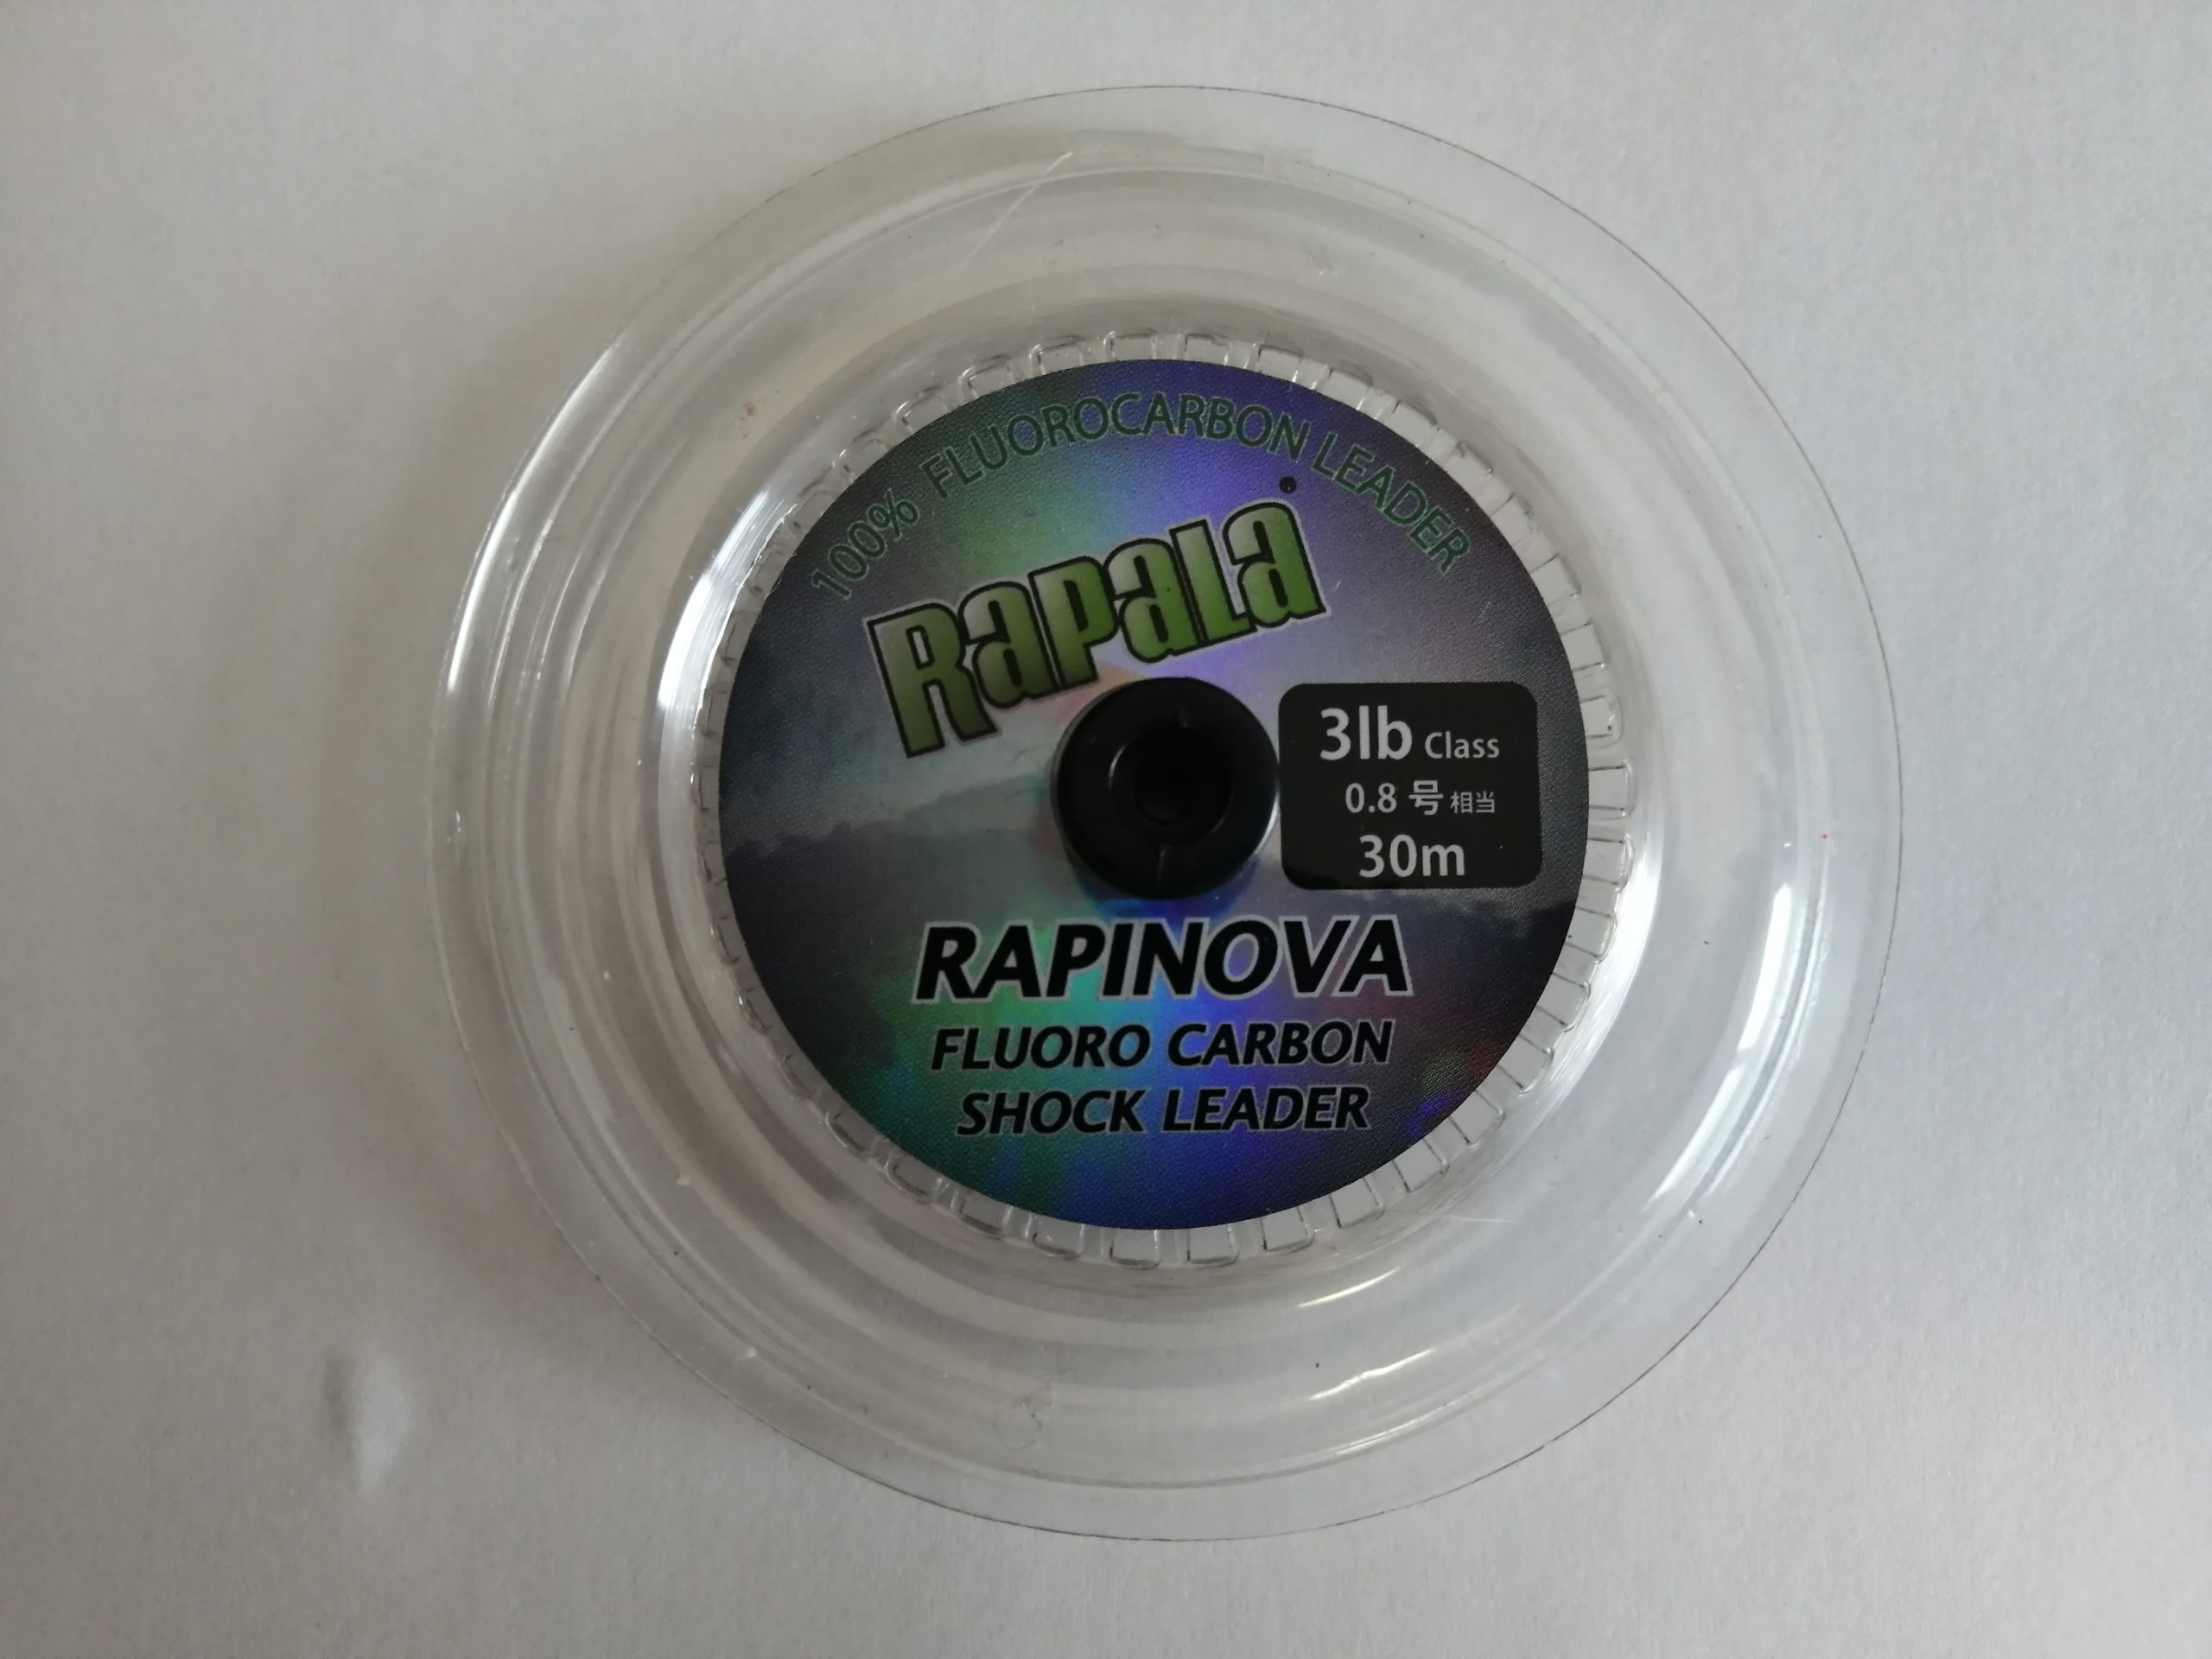 100% FLUOROCARBON LEADER
Rapala
3lb Class
0.8 号 相当
30m
RAPINOVA
FLUORO CARBON
SHOCK LEADER